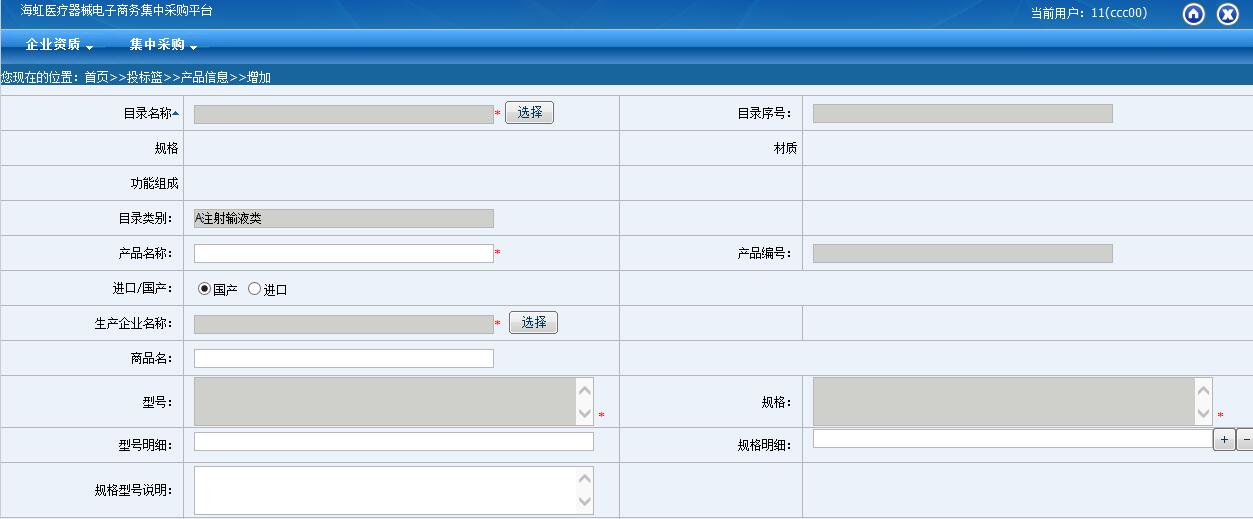 海虹医疗器械电子商务集中采购平台 当前用户：11(ccc00)
企业资质 集中采购
您现在的位置：首页>>投标篮>>产品信息>>增加
目录名称 * 选择 目录序号：
规格 材质
功能组成
目录类别： A注射输液类
产品名称： * 产品编号：
进口/国产： 国产 进口
生产企业名称： * 选择
商品名：
型号： * 规格： *
型号明细： 规格明细： + −
规格型号说明：